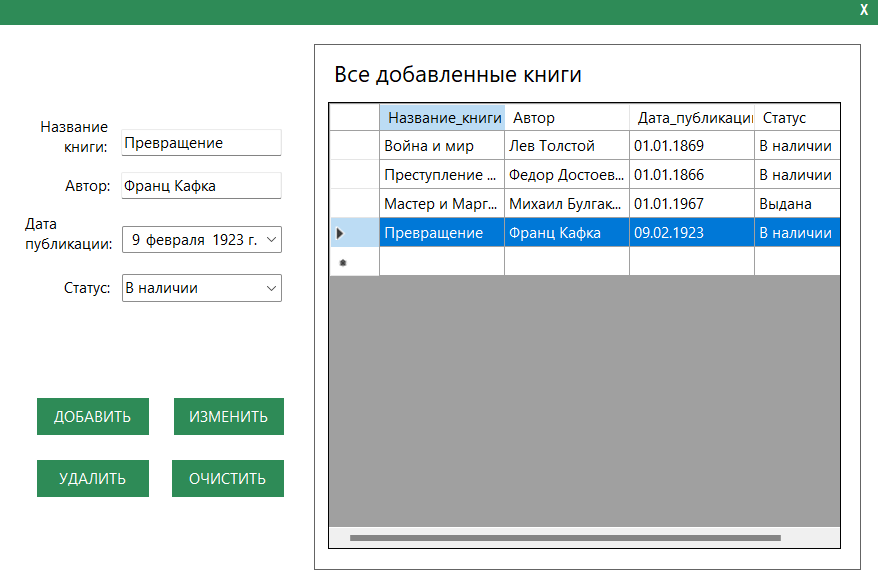 X
Все добавленные книги
Название книги: Превращение
Автор: Франц Кафка
Дата публикации: 9 февраля 1923 г.
Статус: В наличии
ДОБАВИТЬ ИЗМЕНИТЬ
УДАЛИТЬ ОЧИСТИТЬ
Название_книги Автор Дата_публикации Статус
Война и мир Лев Толстой 01.01.1869 В наличии
Преступление ... Федор Достоев... 01.01.1866 В наличии
Мастер и Марг... Михаил Булгак... 01.01.1967 Выдана
Превращение Франц Кафка 09.02.1923 В наличии